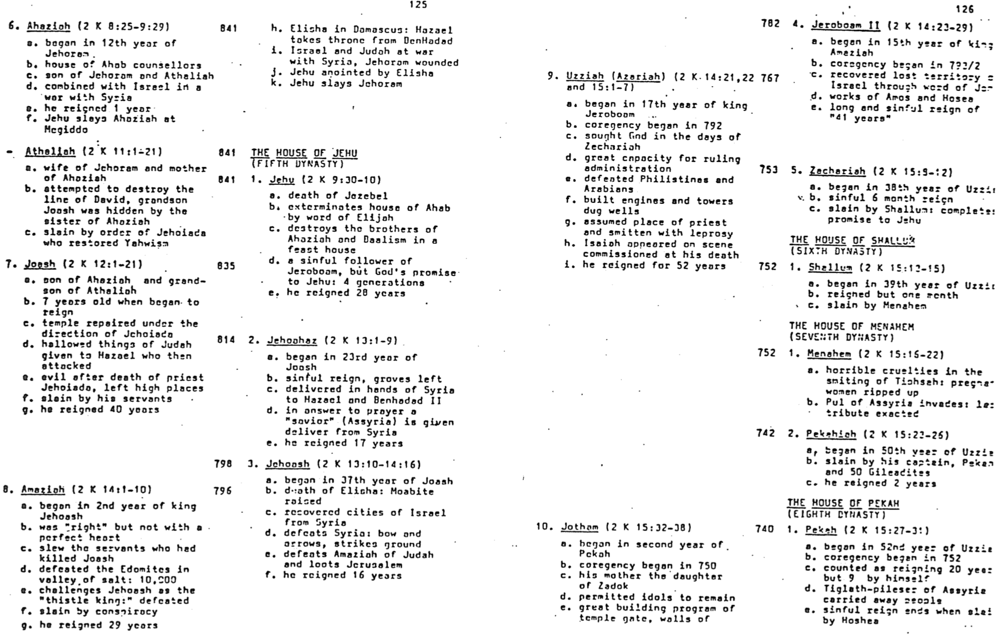 125
6. Ahaziah (2 K 8:25-9:29)
a. began in 12th year of
Jehoram.
b. house of Ahab counsellors
c. son of Jehoram and Athaliah
d. combined with Israel in a
war with Syria
e. he reigned 1 year
f. Jehu slays Ahaziah at
Megiddo
- Athaliah (2 K 11:1-21)
a. wife of Jehoram and mother
of Ahaziah
b. attempted to destroy the
line of David, grandson
Joash was hidden by the
sister of Ahaziah
c. slain by order of Jehoiada
who restored Yahwism
7. Joash (2 K 12:1-21)
a. son of Ahaziah and grand-
son of Athaliah
b. 7 years old when began to
reign
c. temple repaired under the
direction of Jehoiada
d. hallowed things of Judah
given to Hazael who then
attacked
e. evil after death of priest
Jehoiada, left high places
f. slain by his servants
g. he reigned 40 years
8. Amaziah (2 K 14:1-10)
a. began in 2nd year of king
Jehoash
b. was "right" but not with a
perfect heart
c. slew the servants who had
killed Joash
d. defeated the Edomites in
valley of salt: 10,000
e. challenges Jehoash as the
"thistle king:" defeated
f. slain by conspiracy
g. he reigned 29 years
841
h. Elisha in Damascus: Hazael
takes throne from BenHadad
i. Israel and Judah at war
with Syria, Jehoram wounded
j. Jehu anointed by Elisha
k. Jehu slays Jehoram
841 THE HOUSE OF JEHU
(FIFTH DYNASTY)
841 1. Jehu (2 K 9:30-10)
a. death of Jezebel
b. exterminates house of Ahab
by word of Elijah
c. destroys the brothers of
Ahaziah and Baalism in a
feast house
835 d. a sinful follower of
Jeroboam, but God's promise
to Jehu: 4 generations
e. he reigned 28 years
814 2. Jehoahaz (2 K 13:1-9)
a. began in 23rd year of
Joash
b. sinful reign, groves left
c. delivered in hands of Syria
to Hazael and Benhadad II
d. in answer to prayer a
"savior" (Assyria) is given
deliver from Syria
e. he reigned 17 years
798 3. Jehoash (2 K 13:10-14:16)
a. began in 37th year of Joash
796 b. death of Elisha: Moabite
raised
c. recovered cities of Israel
from Syria
d. defeats Syria: bow and
arrows, strikes ground
e. defeats Amaziah of Judah
and loots Jerusalem
f. he reigned 16 years
126
9. Uzziah (Azariah) (2 K 14:21,22 767
and 15:1-7)
a. began in 17th year of king
Jeroboam
b. coregency began in 792
c. sought God in the days of
Zechariah
d. great capacity for ruling
administration
e. defeated Philistines and
Arabians
f. built engines and towers
dug wells
g. assumed place of priest
and smitten with leprosy
h. Isaiah appeared on scene
commissioned at his death
i. he reigned for 52 years
10. Jotham (2 K 15:32-38)
a. began in second year of
Pekah
b. coregency began in 750
c. his mother the daughter
of Zadok
d. permitted idols to remain
e. great building program of
temple gate, walls of
782 4. Jeroboam II (2 K 14:23-29)
a. began in 15th year of king
Amaziah
b. coregency began in 793/2
c. recovered lost territory
Israel through word of
d. works of Amos and Hosea
e. long and sinful reign of
"41 years"
753 5. Zachariah (2 K 15:8-12)
a. began in 38th year of
b. sinful 6 month reign
c. slain by Shallum:
promise to Jehu
THE HOUSE OF SHALLUM
(SIXTH DYNASTY)
752 1. Shallum (2 K 15:13-15)
a. began in 39th year of
b. reigned but one month
c. slain by Menahem
THE HOUSE OF MENAHEM
(SEVENTH DYNASTY)
752 1. Menahem (2 K 15:16-22)
a. horrible cruelties in the
smiting of Tiphsah:
women ripped up
b. Pul of Assyria invades:
tribute exacted
742 2. Pekahiah (2 K 15:23-26)
a. began in 50th year of
b. slain by his captain,
and 50 Gileadites
c. he reigned 2 years
THE HOUSE OF PEKAH
(EIGHTH DYNASTY)
740 1. Pekah (2 K 15:27-31)
a. began in 52nd year of
b. coregency began in 752
c. counted as reigning 20
but 9 by himself
d. Tiglath-pileser of Assyria
carried away people
e. sinful reign ends when
by Hoshea